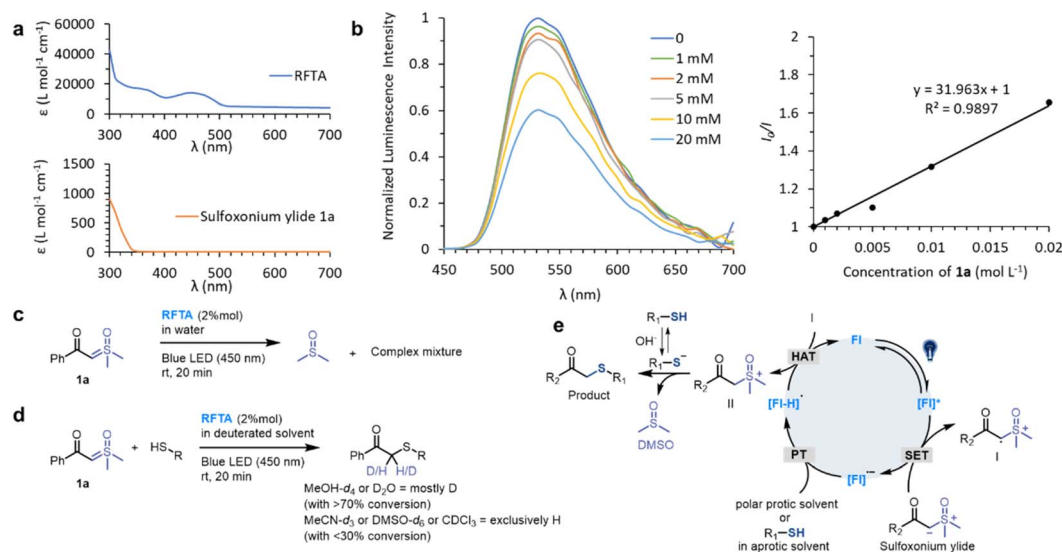 a
60000
40000
20000
0
ε (L mol⁻¹ cm⁻¹)
RFTA
300 400 500 600 700
λ (nm)
1500
1000
500
0
ε (L mol⁻¹ cm⁻¹)
Sulfoxonium ylide 1a
300 400 500 600 700
λ (nm)
b
Normalized Luminescence Intensity
1
0.8
0.6
0.4
0.2
0
450 500 550 600 650 700
λ (nm)
0
1 mM
2 mM
5 mM
10 mM
20 mM
I₀/I
1.8
1.6
1.4
1.2
1
y = 31.963x + 1
R² = 0.9897
0 0.005 0.01 0.015 0.02
Concentration of 1a (mol L⁻¹)
c
O O
S
Ph
1a
RFTA (2%mol)
in water
Blue LED (450 nm)
rt, 20 min
O
S
+ Complex mixture
d
O O
S
Ph
1a
+ HS
R
RFTA (2%mol)
in deuterated solvent
Blue LED (450 nm)
rt, 20 min
O S R
Ph
D/H H/D
MeOH-d₄ or D₂O = mostly D
(with >70% conversion)
MeCN-d₃ or DMSO-d₆ or CDCl₃ = exclusively H
(with <30% conversion)
e
R₁ SH
OH⁻
R₁ S⁻
O
R₂ S R₁
Product
O
S
DMSO
O O
R₂ S+
II
I
HAT
Fl
[Fl-H]·
[Fl]*
PT
SET
[Fl]·−
O O
R₂ S+
·
I
polar protic solvent
or
R₁ SH
in aprotic solvent
O O
R₂ S+
−
Sulfoxonium ylide